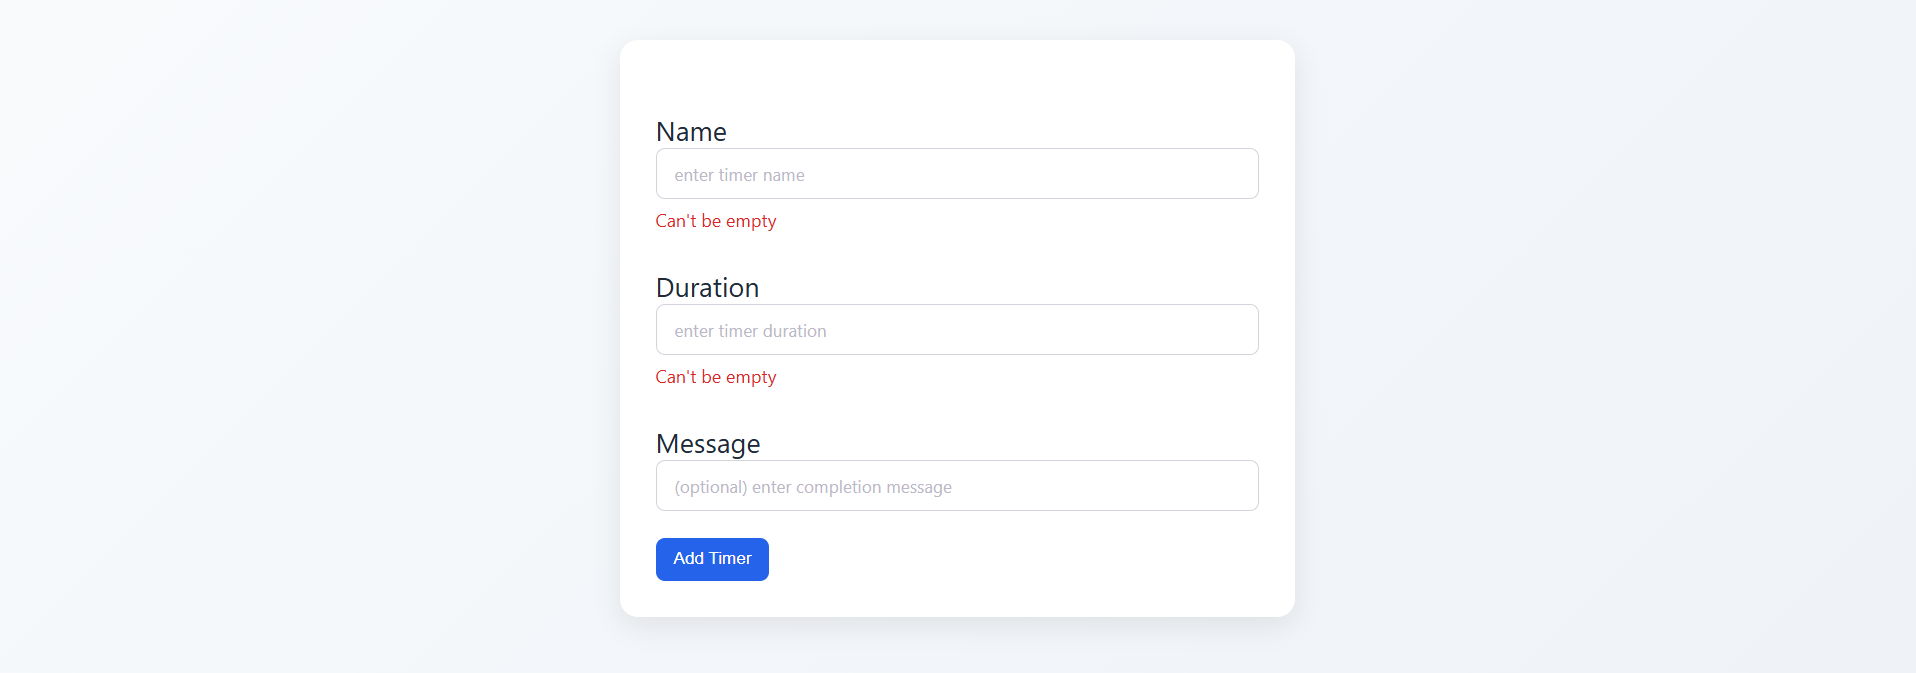 Name
enter timer name
Can't be empty
Duration
enter timer duration
Can't be empty
Message
(optional) enter completion message
Add Timer